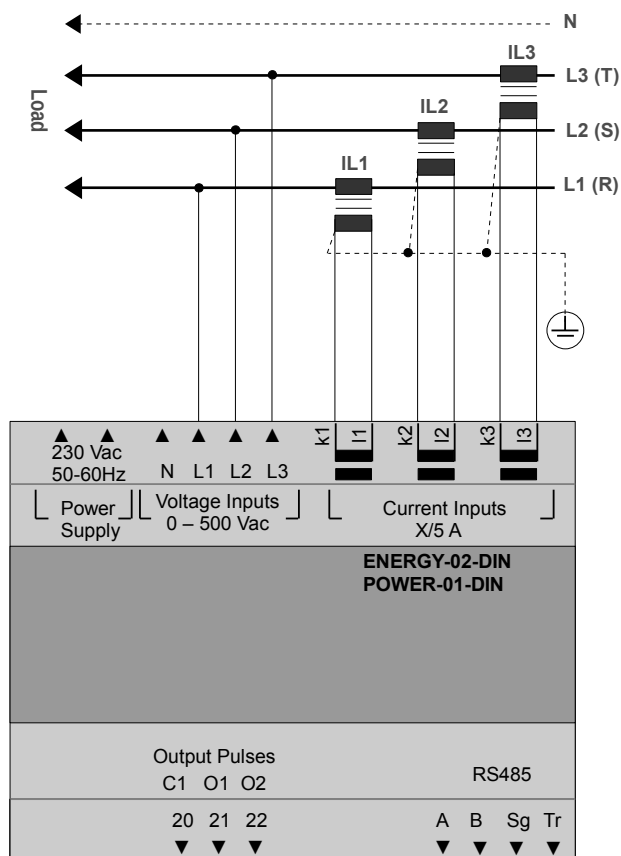 N
IL3
L3 (T)
IL2
L2 (S)
IL1
L1 (R)
Load
k1 l1 k2 l2 k3 l3
230 Vac
50-60Hz
N L1 L2 L3
Power
Supply
Voltage Inputs
0 – 500 Vac
Current Inputs
X/5 A
ENERGY-02-DIN
POWER-01-DIN
Output Pulses
C1 O1 O2
RS485
20 21 22
A B Sg Tr